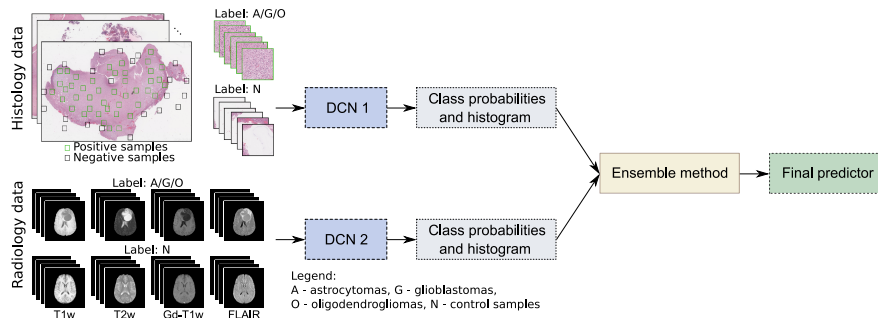 Histology data
Label: A/G/O
Label: N
Positive samples
Negative samples
DCN 1
Class probabilities
and histogram
Ensemble method
Final predictor
Radiology data
Label: A/G/O
Label: N
T1w
T2w
Gd-T1w
FLAIR
DCN 2
Class probabilities
and histogram
Legend:
A - astrocytomas, G - glioblastomas,
O - oligodendrogliomas, N - control samples